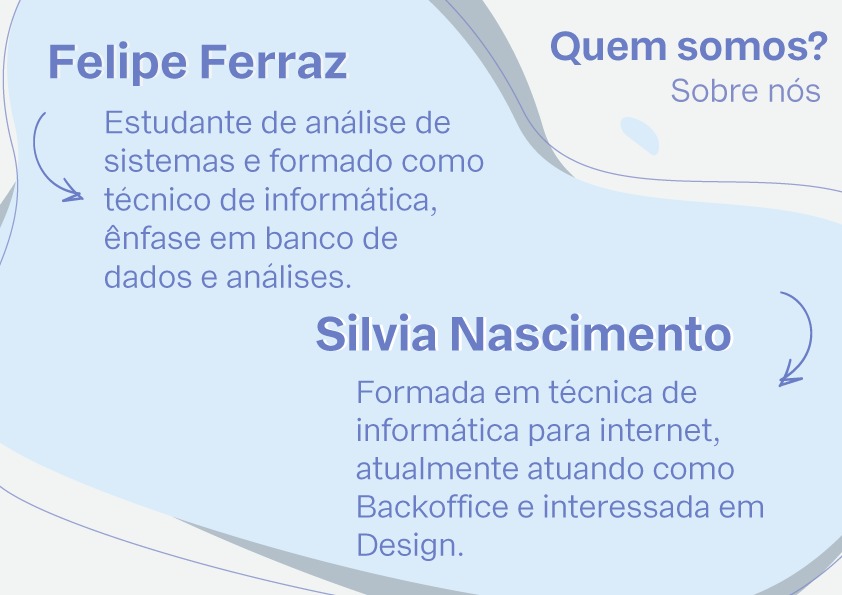 Quem somos?
Sobre nós
Felipe Ferraz
Estudante de análise de
sistemas e formado como
técnico de informática,
ênfase em banco de
dados e análises.
Silvia Nascimento
Formada em técnica de
informática para internet,
atualmente atuando como
Backoffice e interessada em
Design.